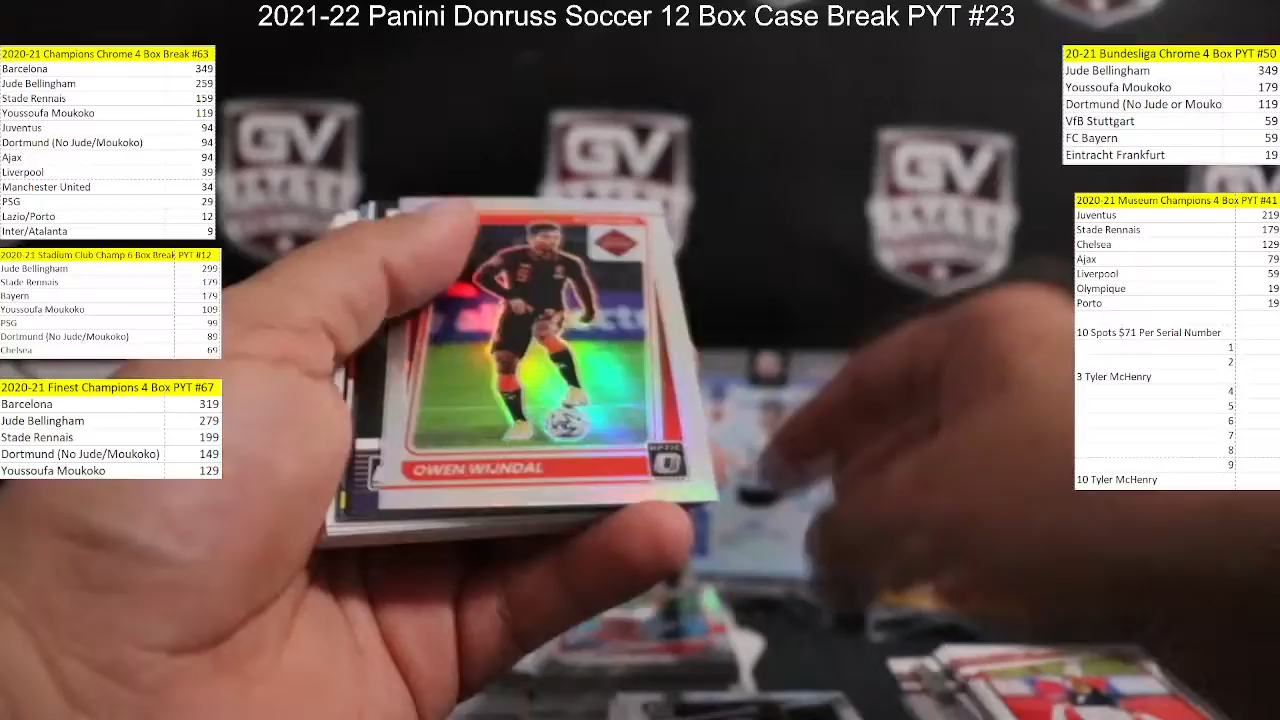 2021-22 Panini Donruss Soccer 12 Box Case Break PYT #23
2020-21 Champions Chrome 4 Box Break #63
Barcelona 349
Jude Bellingham 259
Stade Rennais 159
Youssoufa Moukoko 119
Juventus 94
Dortmund (No Jude/Moukoko) 94
Ajax 94
Liverpool 39
Manchester United 34
PSG 29
Lazio/Porto 12
Inter/Atalanta 9
2020-21 Stadium Club Champ 6 Box Break PYT #12
Jude Bellingham 299
Stade Rennais 179
Bayern 179
Youssoufa Moukoko 109
PSG 99
Dortmund (No Jude/Moukoko) 89
Chelsea 69
2020-21 Finest Champions 4 Box PYT #67
Barcelona 319
Jude Bellingham 279
Stade Rennais 199
Dortmund (No Jude/Moukoko) 149
Youssoufa Moukoko 129
GV
GV
GV
OPTIC
OWEN WIJNDAL
20-21 Bundesliga Chrome 4 Box PYT #50
Jude Bellingham 349
Youssoufa Moukoko 179
Dortmund (No Jude or Mouko 119
VfB Stuttgart 59
FC Bayern 59
Eintracht Frankfurt 19
2020-21 Museum Champions 4 Box PYT #41
Juventus 219
Stade Rennais 179
Chelsea 129
Ajax 79
Liverpool 59
Olympique 19
Porto 19
10 Spots $71 Per Serial Number
1
2
3 Tyler McHenry
4
5
6
7
8
9
10 Tyler McHenry